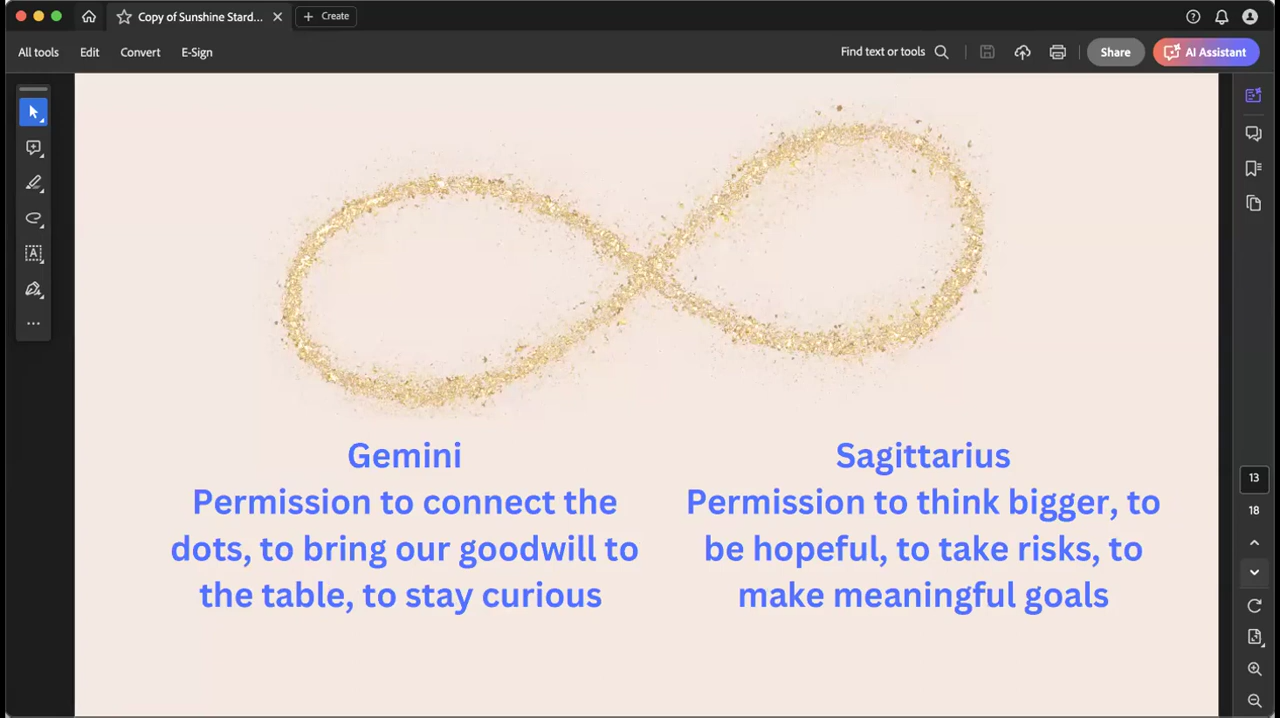 Copy of Sunshine Stard...
Create
All tools
Edit
Convert
E-Sign
Find text or tools
Share
AI Assistant
Gemini
Permission to connect the
dots, to bring our goodwill to
the table, to stay curious
Sagittarius
Permission to think bigger, to
be hopeful, to take risks, to
make meaningful goals
13
18